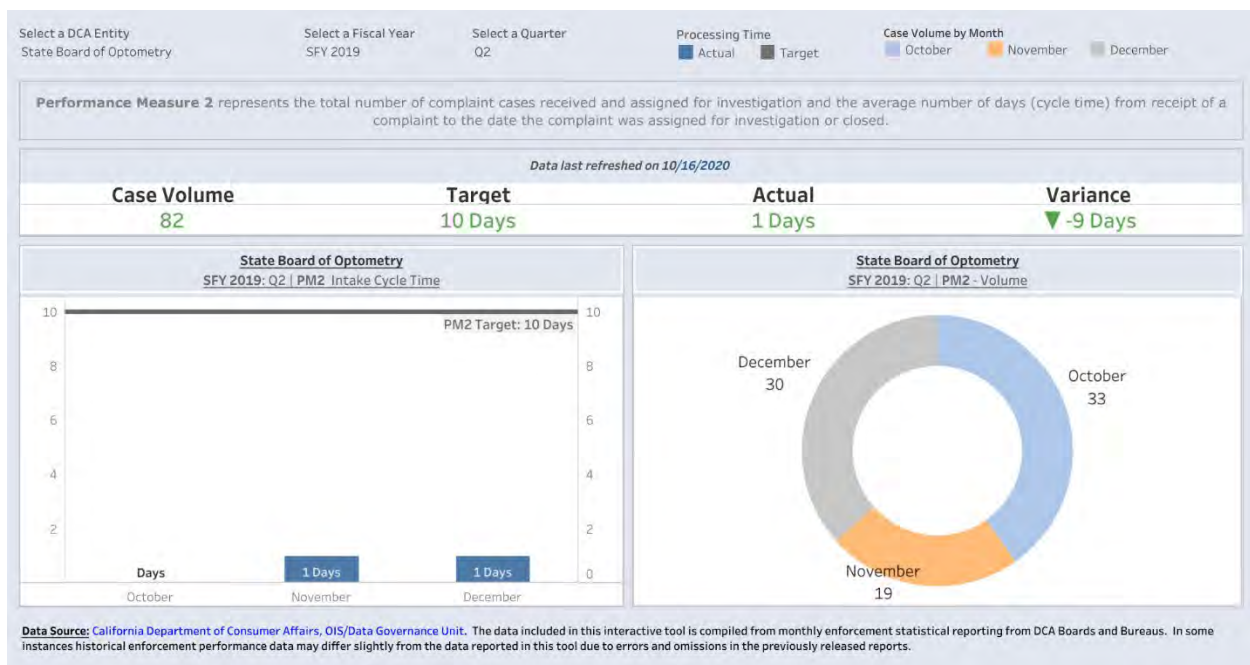 Select a DCA Entity
State Board of Optometry
Select a Fiscal Year
SFY 2019
Select a Quarter
Q2
Processing Time
Actual Target
Case Volume by Month
October November December
Performance Measure 2 represents the total number of complaint cases received and assigned for investigation and the average number of days (cycle time) from receipt of a
complaint to the date the complaint was assigned for investigation or closed.
Data last refreshed on 10/16/2020
Case Volume Target Actual Variance
82 10 Days 1 Days ▼ -9 Days
State Board of Optometry
SFY 2019: Q2 | PM2 Intake Cycle Time
10 10
PM2 Target: 10 Days
8 8
6 6
4 4
2 2
Days 1 Days 1 Days 0
October November December
State Board of Optometry
SFY 2019: Q2 | PM2 - Volume
December
30
October
33
November
19
Data Source: California Department of Consumer Affairs, OIS/Data Governance Unit. The data included in this interactive tool is compiled from monthly enforcement statistical reporting from DCA Boards and Bureaus. In some
instances historical enforcement performance data may differ slightly from the data reported in this tool due to errors and omissions in the previously released reports.